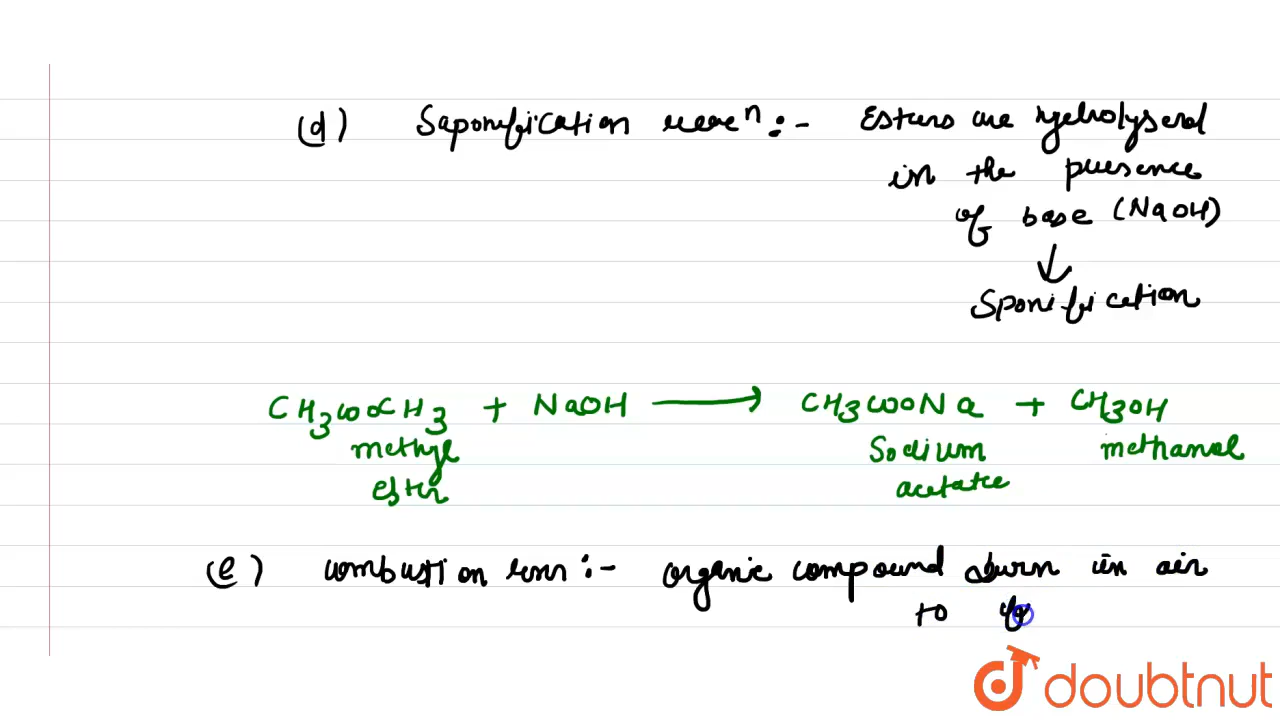 (d) Saponification reacⁿ :- Esters are hydrolysed
in the presence
of base (NaOH)
↓
Sponification
CH3COOCH3 + NaOH ⟶ CH3COONa + CH3OH
methyl ester
Sodium acetate
methanol
(e) combustion rxn :- organic compound burn in air
to
doubtnut